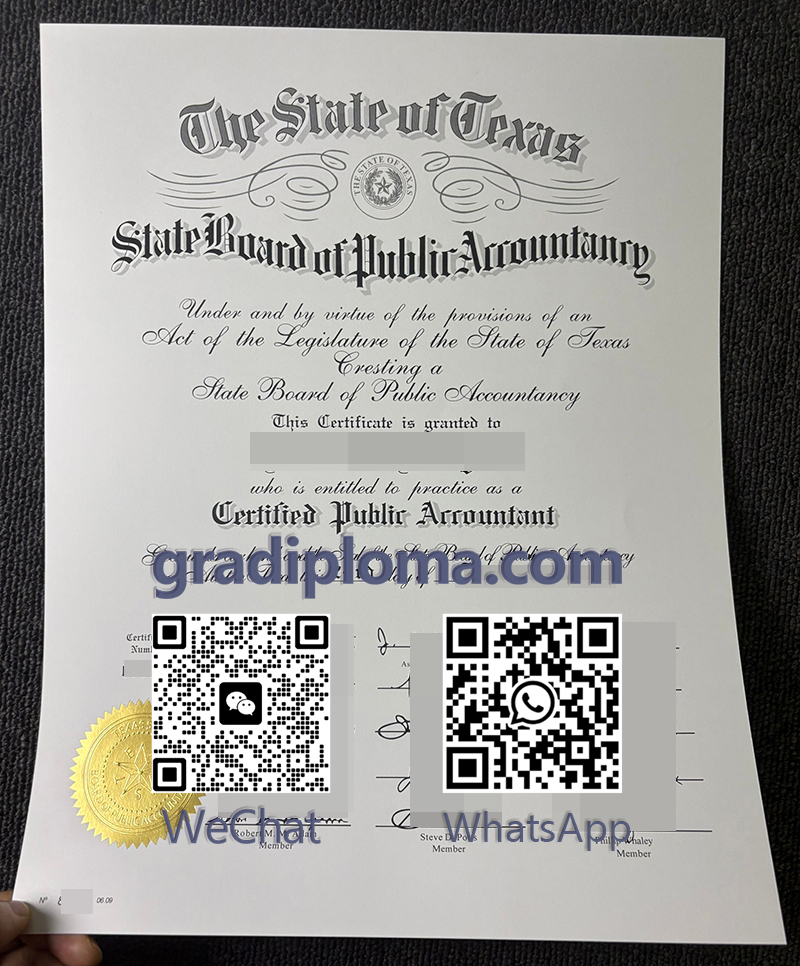 The State of Texas
THE STATE OF TEXAS
State Board of Public Accountancy
Under and by virtue of the provisions of an
Act of the Legislature of the State of Texas
Cresting a
State Board of Public Accountancy
This Certificate is granted to
who is entitled to practice as a
Certified Public Accountant
gradiploma.com
WeChat
WhatsApp
Member
Steve D.
Member
Whaley
Member
Nº
06.09